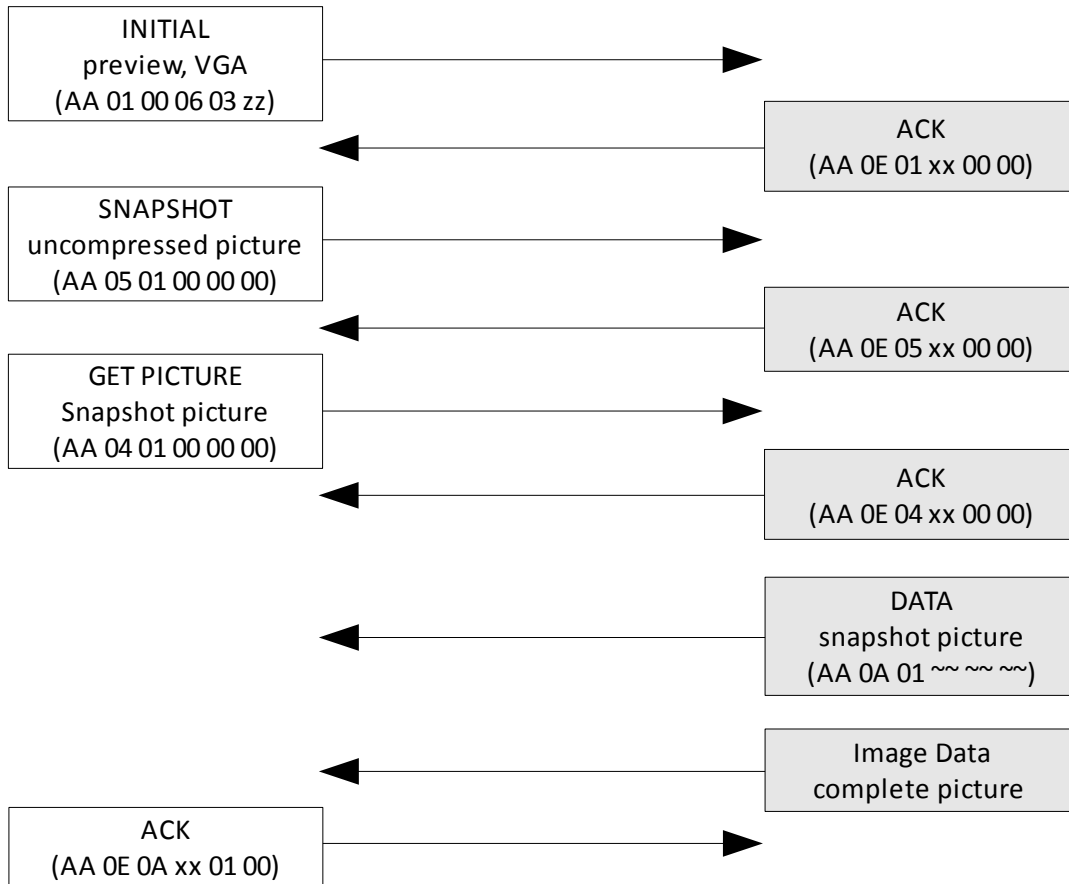 INITIAL
preview, VGA
(AA 01 00 06 03 zz)
ACK
(AA 0E 01 xx 00 00)
SNAPSHOT
uncompressed picture
(AA 05 01 00 00 00)
ACK
(AA 0E 05 xx 00 00)
GET PICTURE
Snapshot picture
(AA 04 01 00 00 00)
ACK
(AA 0E 04 xx 00 00)
DATA
snapshot picture
(AA 0A 01 ~~ ~~ ~~)
Image Data
complete picture
ACK
(AA 0E 0A xx 01 00)